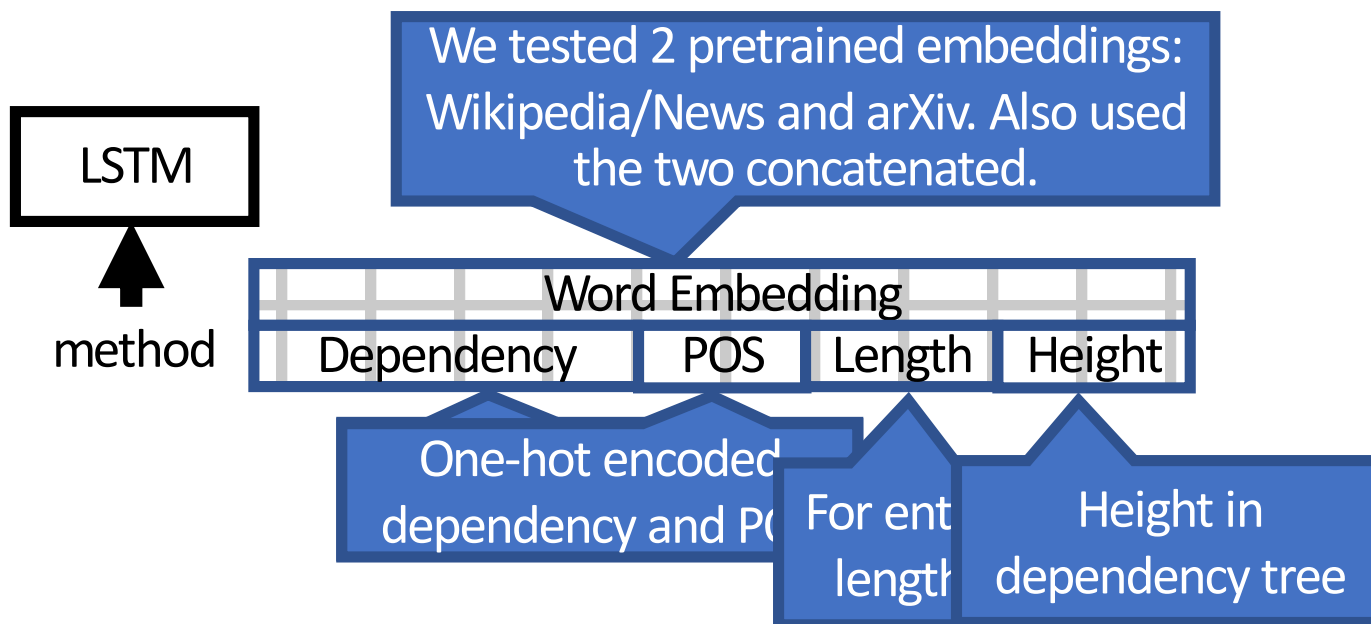 We tested 2 pretrained embeddings:
Wikipedia/News and arXiv. Also used
the two concatenated.
LSTM
method
Word Embedding
Dependency POS Length Height
One-hot encoded
dependency and
For
length
Height in
dependency tree